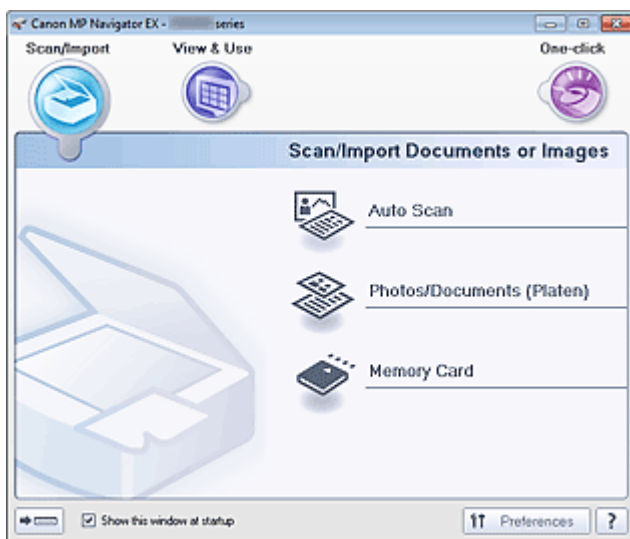 Canon MP Navigator EX - series
Scan/Import View & Use One-click
Scan/Import Documents or Images
Auto Scan
Photos/Documents (Platen)
Memory Card
Show this window at startup Preferences ?